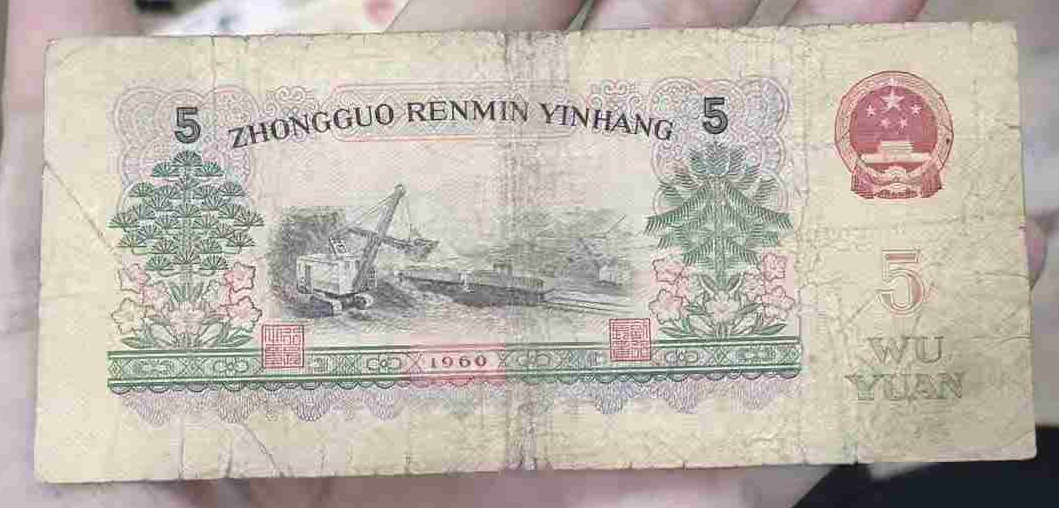 5 ZHONGGUO RENMIN YINHANG 5
5
WU
YUAN
1960